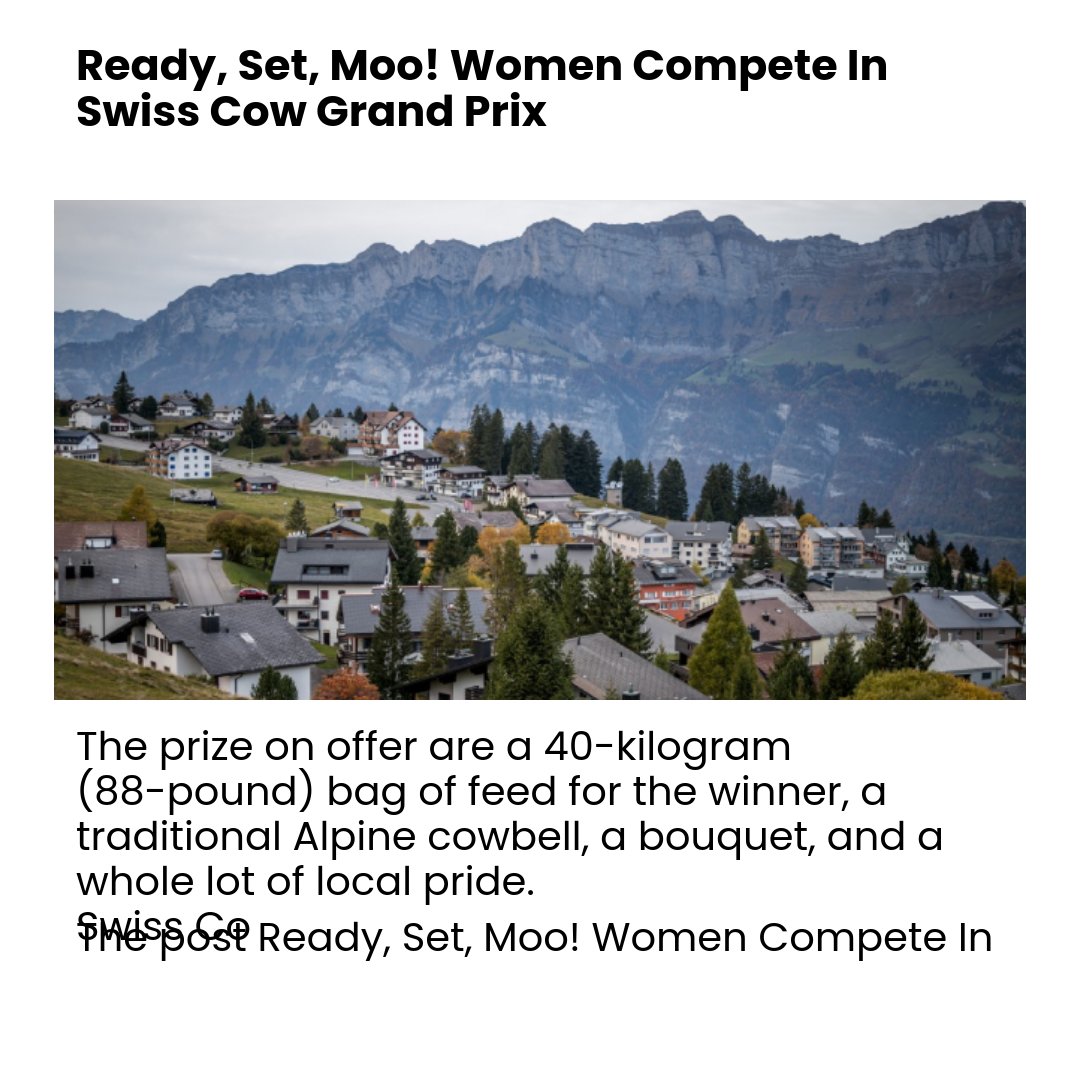 Ready, Set, Moo! Women Compete In
Swiss Cow Grand Prix
The prize on offer are a 40-kilogram
(88-pound) bag of feed for the winner, a
traditional Alpine cowbell, a bouquet, and a
whole lot of local pride.
Swiss Co
The post Ready, Set, Moo! Women Compete In